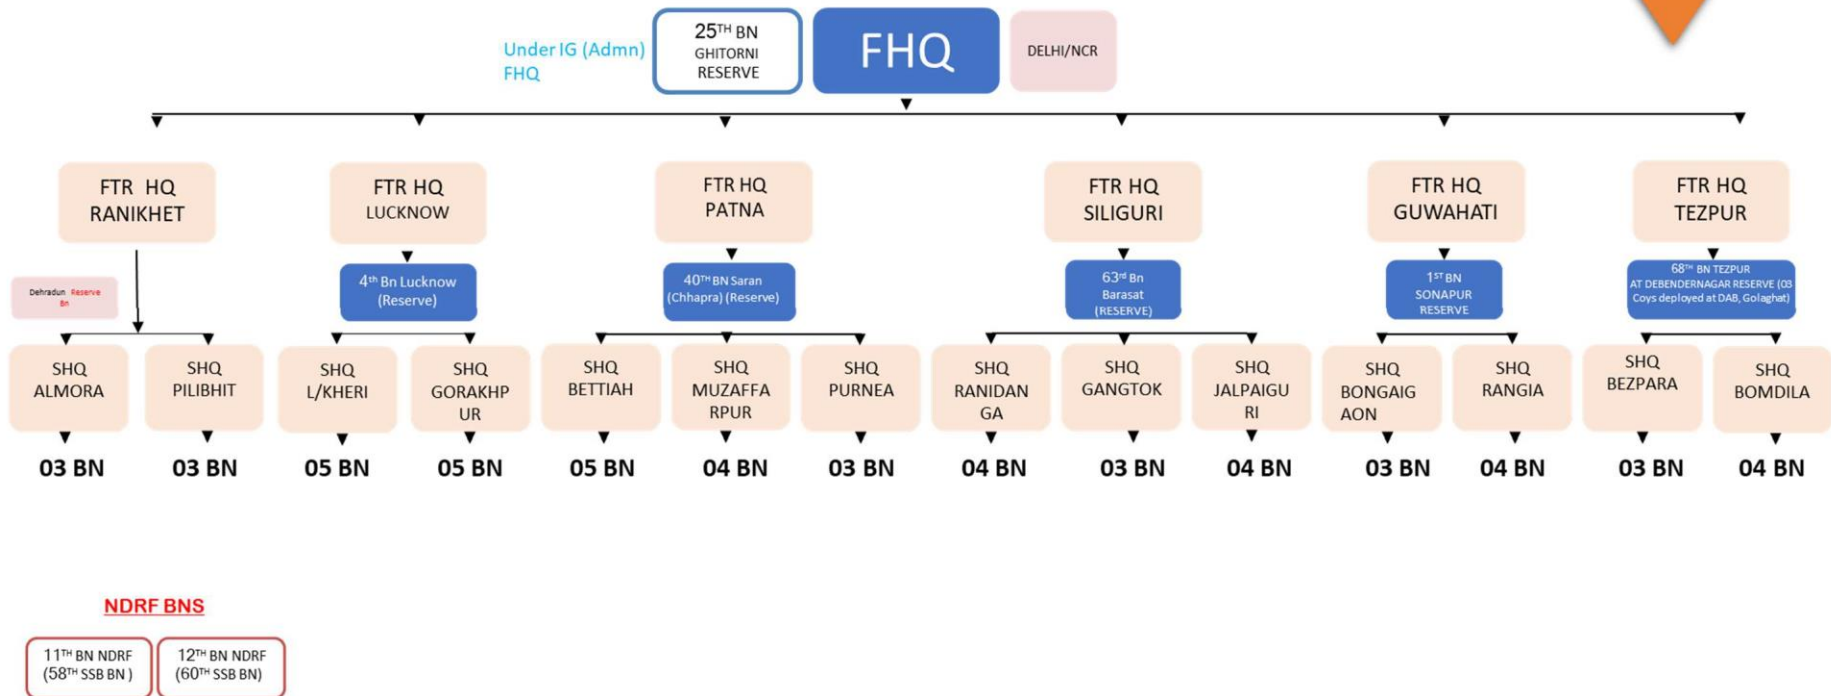 Under IG (Admn)
FHQ
25TH BN
GHITORNI
RESERVE
FHQ
DELHI/NCR
FTR HQ
RANIKHET
FTR HQ
LUCKNOW
FTR HQ
PATNA
FTR HQ
SILIGURI
FTR HQ
GUWAHATI
FTR HQ
TEZPUR
Dehradun Reserve
Bn
4th Bn Lucknow
(Reserve)
40TH BN Saran
(Chhapra) (Reserve)
63rd Bn
Barasat
(RESERVE)
1ST BN
SONAPUR
RESERVE
68TH BN TEZPUR
AT DEBENDERNAGAR RESERVE (03
Coys deployed at DAB, Golaghat)
SHQ
ALMORA
SHQ
PILIBHIT
SHQ
L/KHERI
SHQ
GORAKHP
UR
SHQ
BETTIAH
SHQ
MUZAFFA
RPUR
SHQ
PURNEA
SHQ
RANIDAN
GA
SHQ
GANGTOK
SHQ
JALPAIGU
RI
SHQ
BONGAIG
AON
SHQ
RANGIA
SHQ
BEZPARA
SHQ
BOMDILA
03 BN
03 BN
05 BN
05 BN
05 BN
04 BN
03 BN
04 BN
03 BN
04 BN
03 BN
04 BN
03 BN
04 BN
NDRF BNS
11TH BN NDRF
(58TH SSB BN )
12TH BN NDRF
(60TH SSB BN)